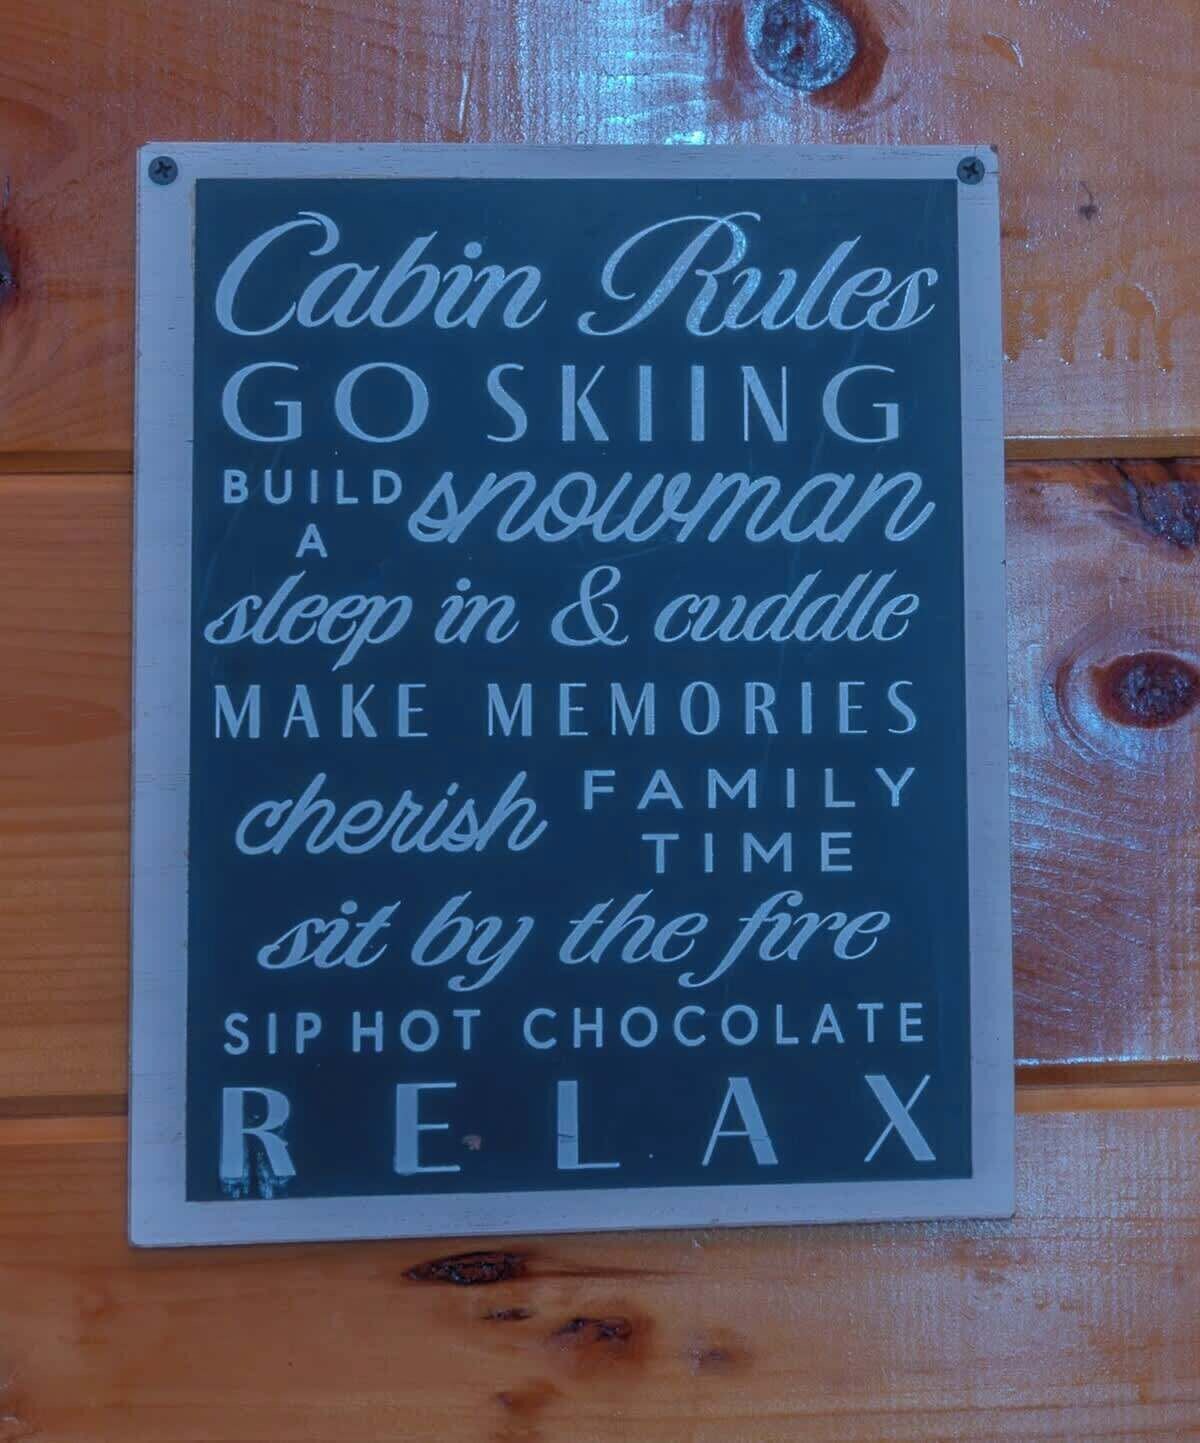 Cabin Rules
GO SKIING
BUILD A snowman
sleep in & cuddle
MAKE MEMORIES
cherish FAMILY TIME
sit by the fire
SIP HOT CHOCOLATE
RELAX